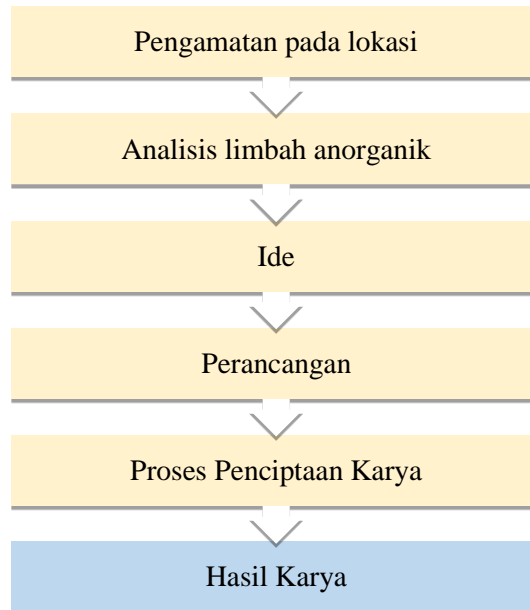 Pengamatan pada lokasi
Analisis limbah anorganik
Ide
Perancangan
Proses Penciptaan Karya
Hasil Karya